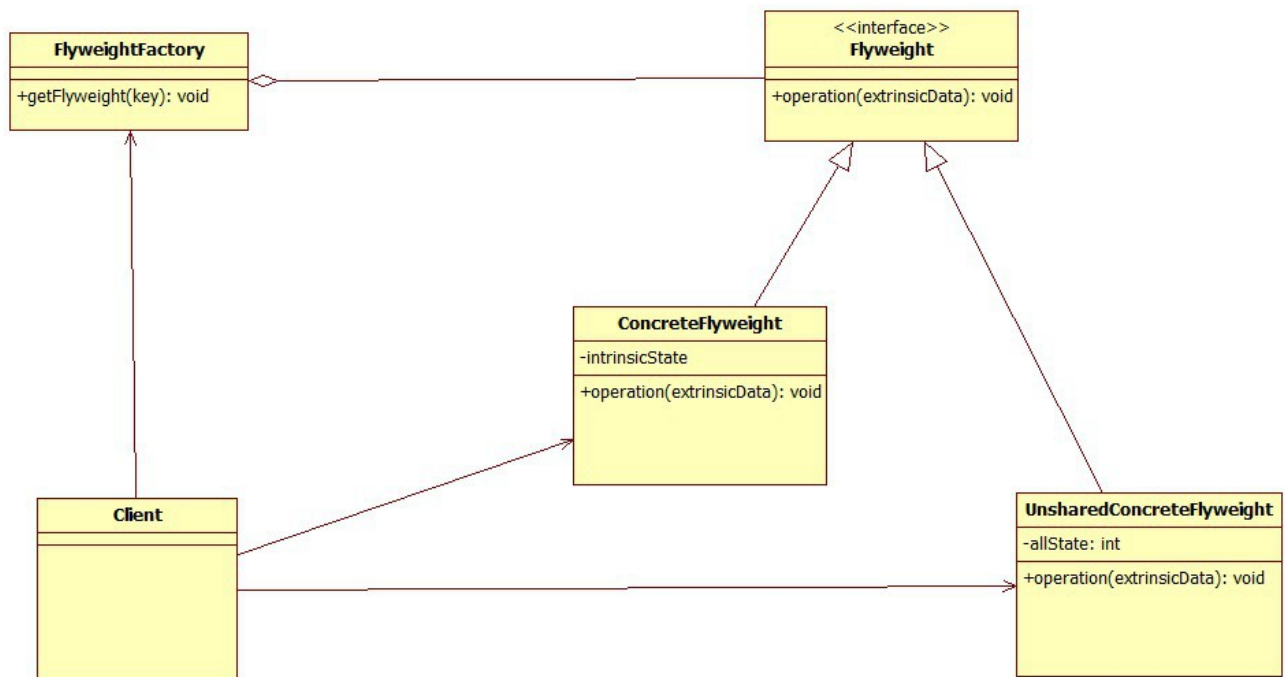 FlyweightFactory
+getFlyweight(key): void
<<interface>>
Flyweight
+operation(extrinsicData): void
ConcreteFlyweight
-intrinsicState
+operation(extrinsicData): void
Client
UnsharedConcreteFlyweight
-allState: int
+operation(extrinsicData): void